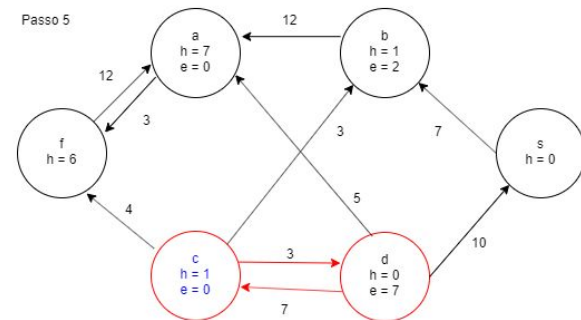 Passo 5
a
h = 7
e = 0
12
b
h = 1
e = 2
12
3
3
7
f
h = 6
s
h = 0
4
5
10
c
h = 1
e = 0
3
7
d
h = 0
e = 7